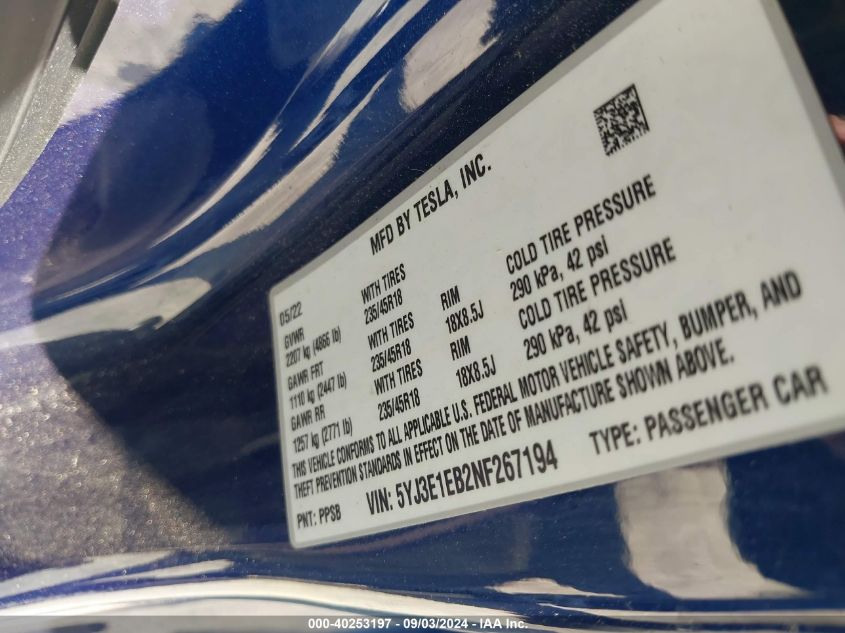 MFD BY TESLA, INC.
05/22
GVWR WITH TIRES
2207 kg (4866 lb) 235/45R18 RIM COLD TIRE PRESSURE
GAWR FRT WITH TIRES 18X8.5J 290 kPa, 42 psi
1110 kg (2447 lb) 235/45R18 RIM COLD TIRE PRESSURE
GAWR RR WITH TIRES 18X8.5J 290 kPa, 42 psi
1257 kg (2771 lb) 235/45R18
THIS VEHICLE CONFORMS TO ALL APPLICABLE U.S. FEDERAL MOTOR VEHICLE SAFETY, BUMPER, AND
THEFT PREVENTION STANDARDS IN EFFECT ON THE DATE OF MANUFACTURE SHOWN ABOVE.
PNT: PPSB VIN: 5YJ3E1EB2NF267194 TYPE: PASSENGER CAR
000-40253197 - 09/03/2024 - IAA Inc.